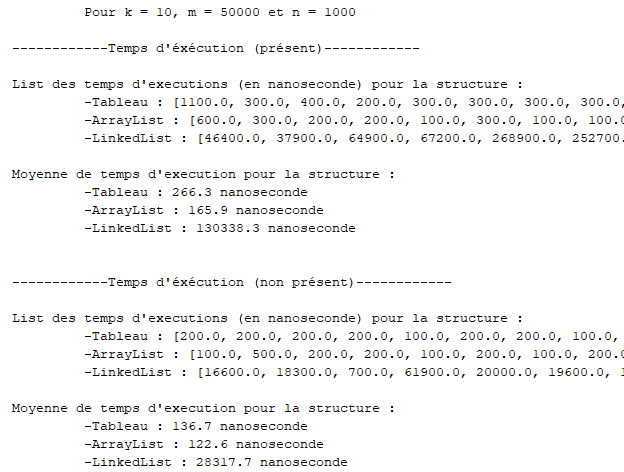 Pour k = 10, m = 50000 et n = 1000
------------Temps d'éxécution (présent)------------
List des temps d'executions (en nanoseconde) pour la structure :
-Tableau : [1100.0, 300.0, 400.0, 200.0, 300.0, 300.0, 300.0, 300.0,
-ArrayList : [600.0, 300.0, 200.0, 200.0, 100.0, 300.0, 100.0, 100.0
-LinkedList : [46400.0, 37900.0, 64900.0, 67200.0, 268900.0, 252700.
Moyenne de temps d'execution pour la structure :
-Tableau : 266.3 nanoseconde
-ArrayList : 165.9 nanoseconde
-LinkedList : 130338.3 nanoseconde
------------Temps d'éxécution (non présent)------------
List des temps d'executions (en nanoseconde) pour la structure :
-Tableau : [200.0, 200.0, 200.0, 200.0, 100.0, 200.0, 200.0, 100.0,
-ArrayList : [100.0, 500.0, 200.0, 200.0, 100.0, 200.0, 100.0, 200.0
-LinkedList : [16600.0, 18300.0, 700.0, 61900.0, 20000.0, 19600.0, 1
Moyenne de temps d'execution pour la structure :
-Tableau : 136.7 nanoseconde
-ArrayList : 122.6 nanoseconde
-LinkedList : 28317.7 nanoseconde